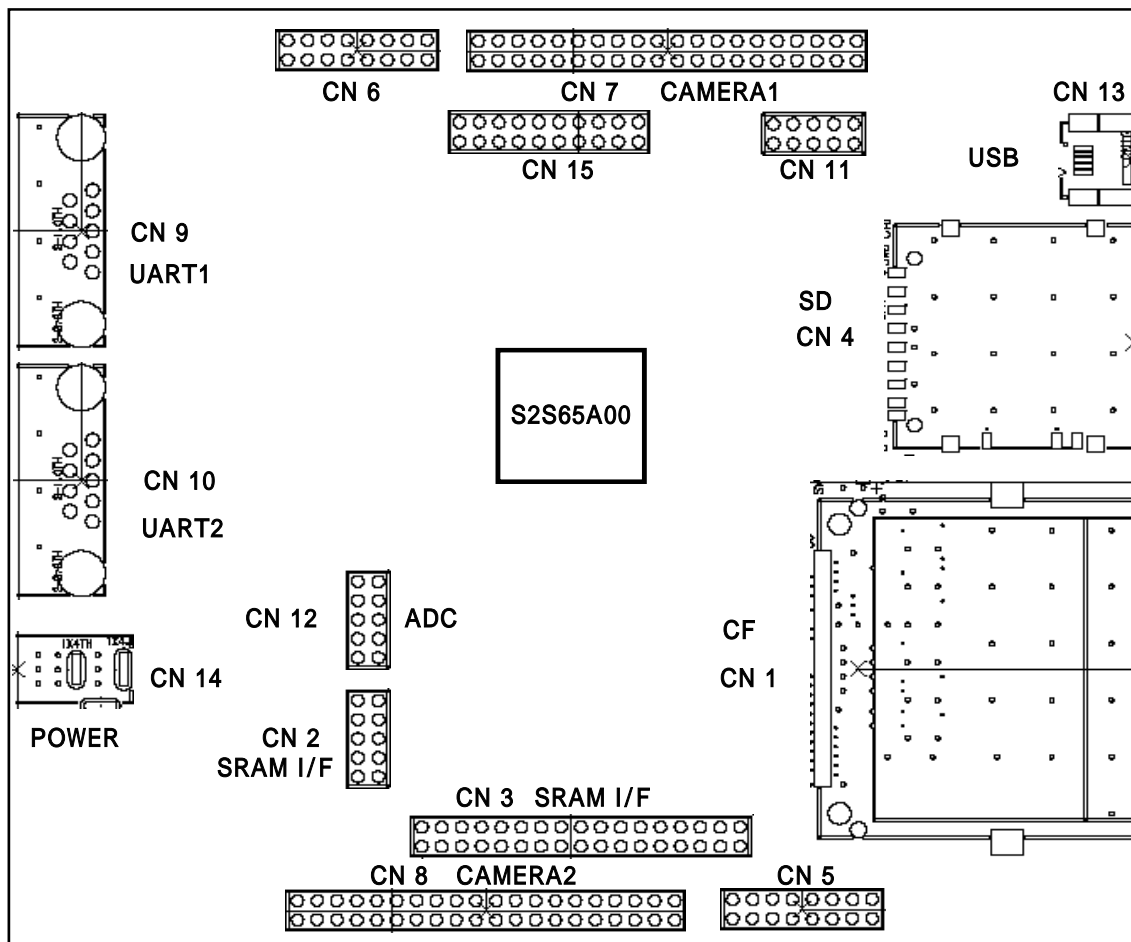 CN 6
CN 7 CAMERA1
CN 13
CN 15
CN 11
USB
CN 9
UART1
SD
CN 4
S2S65A00
CN 10
UART2
CN 12
ADC
CF
CN 1
1X4TH
CN 14
POWER
CN 2
SRAM I/F
CN 3 SRAM I/F
CN 8 CAMERA2
CN 5